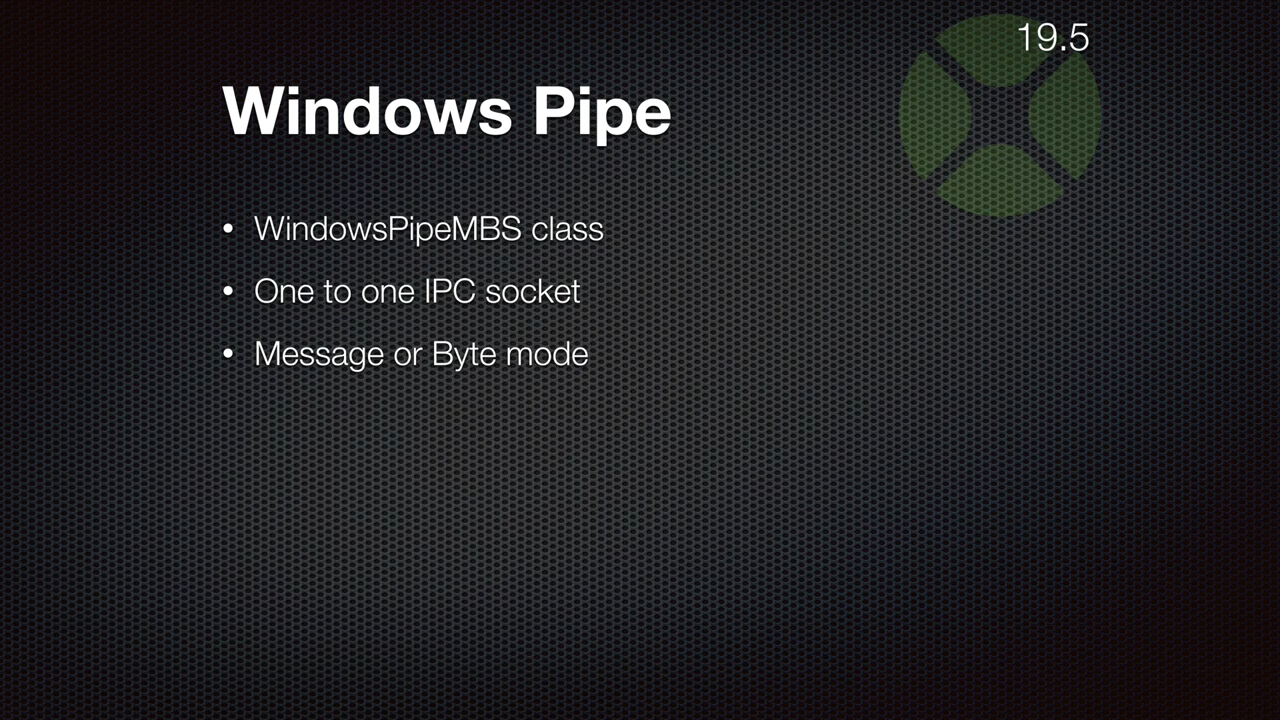 19.5
Windows Pipe
• WindowsPipeMBS class
• One to one IPC socket
• Message or Byte mode